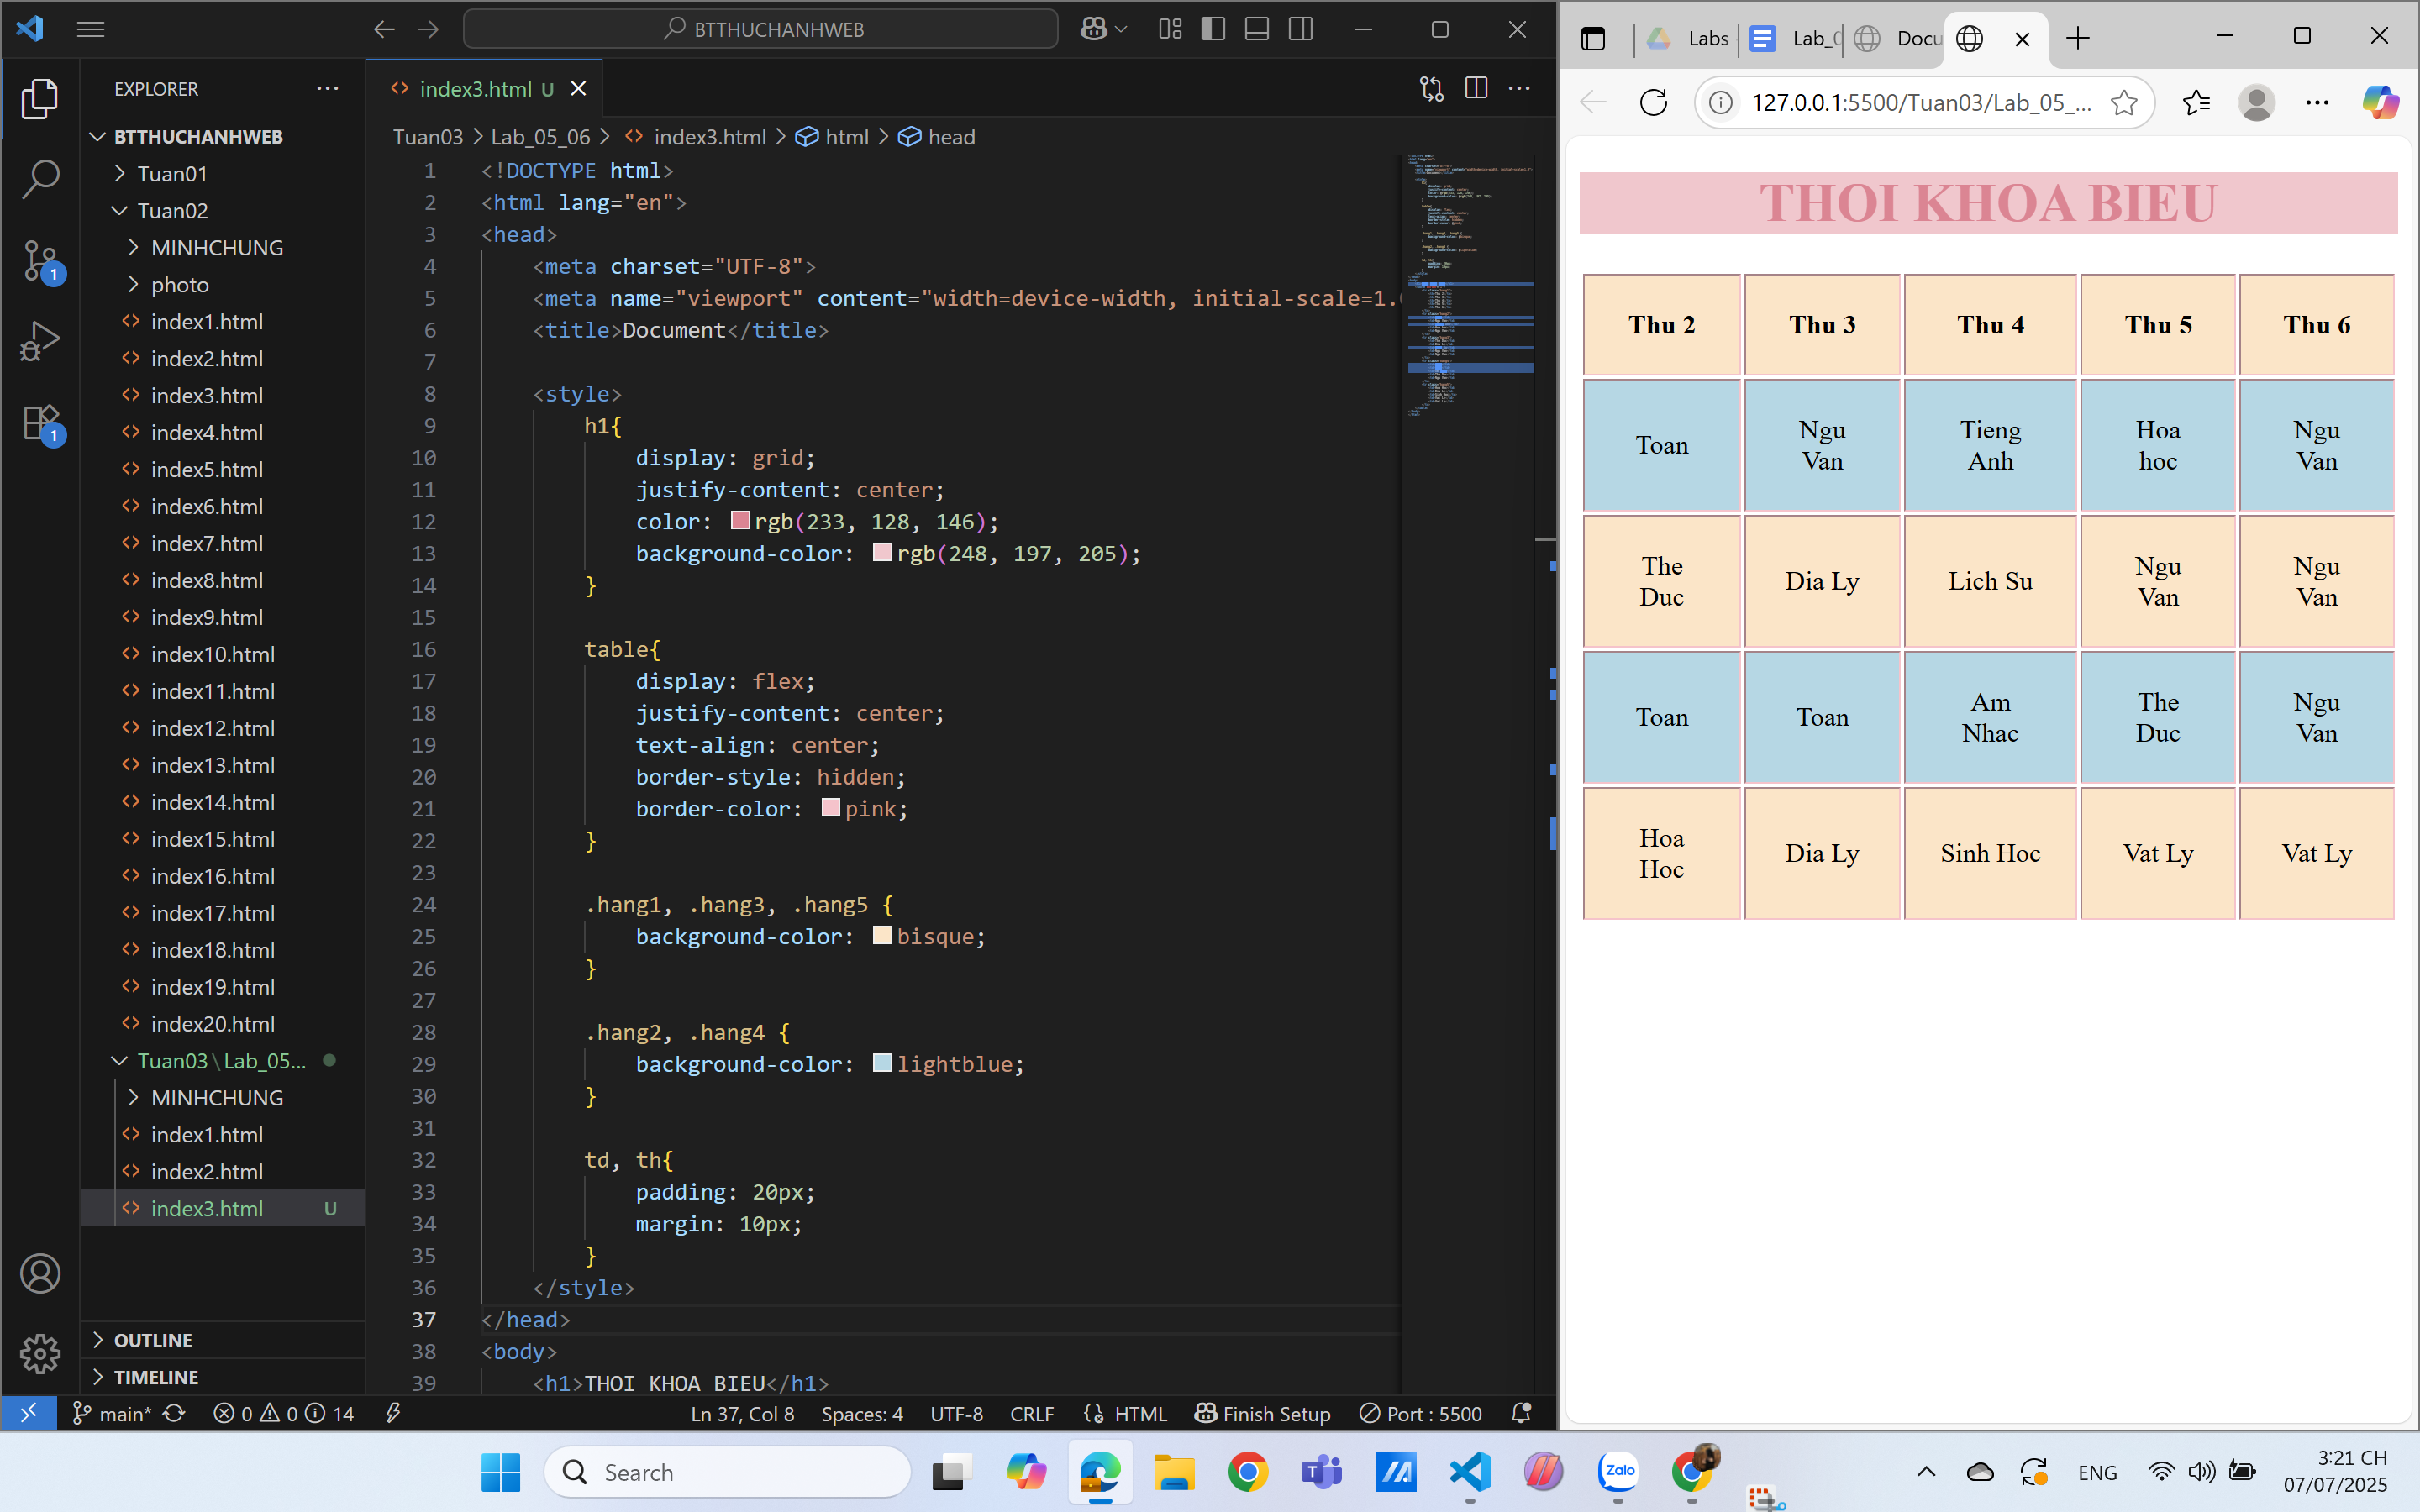 BTTHUCHANHWEB
EXPLORER
index3.html U
BTTHUCHANHWEB
Tuan01
Tuan02
MINHCHUNG
photo
index1.html
index2.html
index3.html
index4.html
index5.html
index6.html
index7.html
index8.html
index9.html
index10.html
index11.html
index12.html
index13.html
index14.html
index15.html
index16.html
index17.html
index18.html
index19.html
index20.html
Tuan03\Lab_05...
MINHCHUNG
index1.html
index2.html
index3.html U
OUTLINE
TIMELINE
1
1
Tuan03 > Lab_05_06 > index3.html > html > head
1 <!DOCTYPE html>
2 <html lang="en">
3 <head>
4 <meta charset="UTF-8">
5 <meta name="viewport" content="width=device-width, initial-scale=1.
6 <title>Document</title>
7
8 <style>
9 h1{
10 display: grid;
11 justify-content: center;
12 color: rgb(233, 128, 146);
13 background-color: rgb(248, 197, 205);
14 }
15
16 table{
17 display: flex;
18 justify-content: center;
19 text-align: center;
20 border-style: hidden;
21 border-color: pink;
22 }
23
24 .hang1, .hang3, .hang5 {
25 background-color: bisque;
26 }
27
28 .hang2, .hang4 {
29 background-color: lightblue;
30 }
31
32 td, th{
33 padding: 20px;
34 margin: 10px;
35 }
36 </style>
37 </head>
38 <body>
39 <h1>THOI KHOA BIEU</h1>
main* 0 0 14 Ln 37, Col 8 Spaces: 4 UTF-8 CRLF HTML Finish Setup Port : 5500
Labs Lab_0 Docu
127.0.0.1:5500/Tuan03/Lab_05_...
THOI KHOA BIEU
Thu 2 Thu 3 Thu 4 Thu 5 Thu 6
Toan Ngu Van Tieng Anh Hoa hoc Ngu Van
The Duc Dia Ly Lich Su Ngu Van Ngu Van
Toan Toan Am Nhac The Duc Ngu Van
Hoa Hoc Dia Ly Sinh Hoc Vat Ly Vat Ly
Search
Zalo
ENG
3:21 CH
07/07/2025